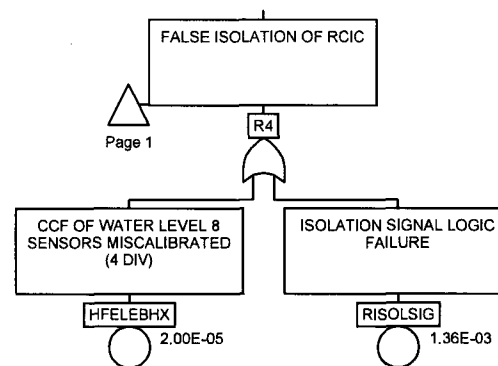 FALSE ISOLATION OF RCIC
R4
Page 1
CCF OF WATER LEVEL 8
SENSORS MISCALIBRATED
(4 DIV)
ISOLATION SIGNAL LOGIC
FAILURE
HFELEBHX
2,00E-05
RISOLSIG
1.36E-03